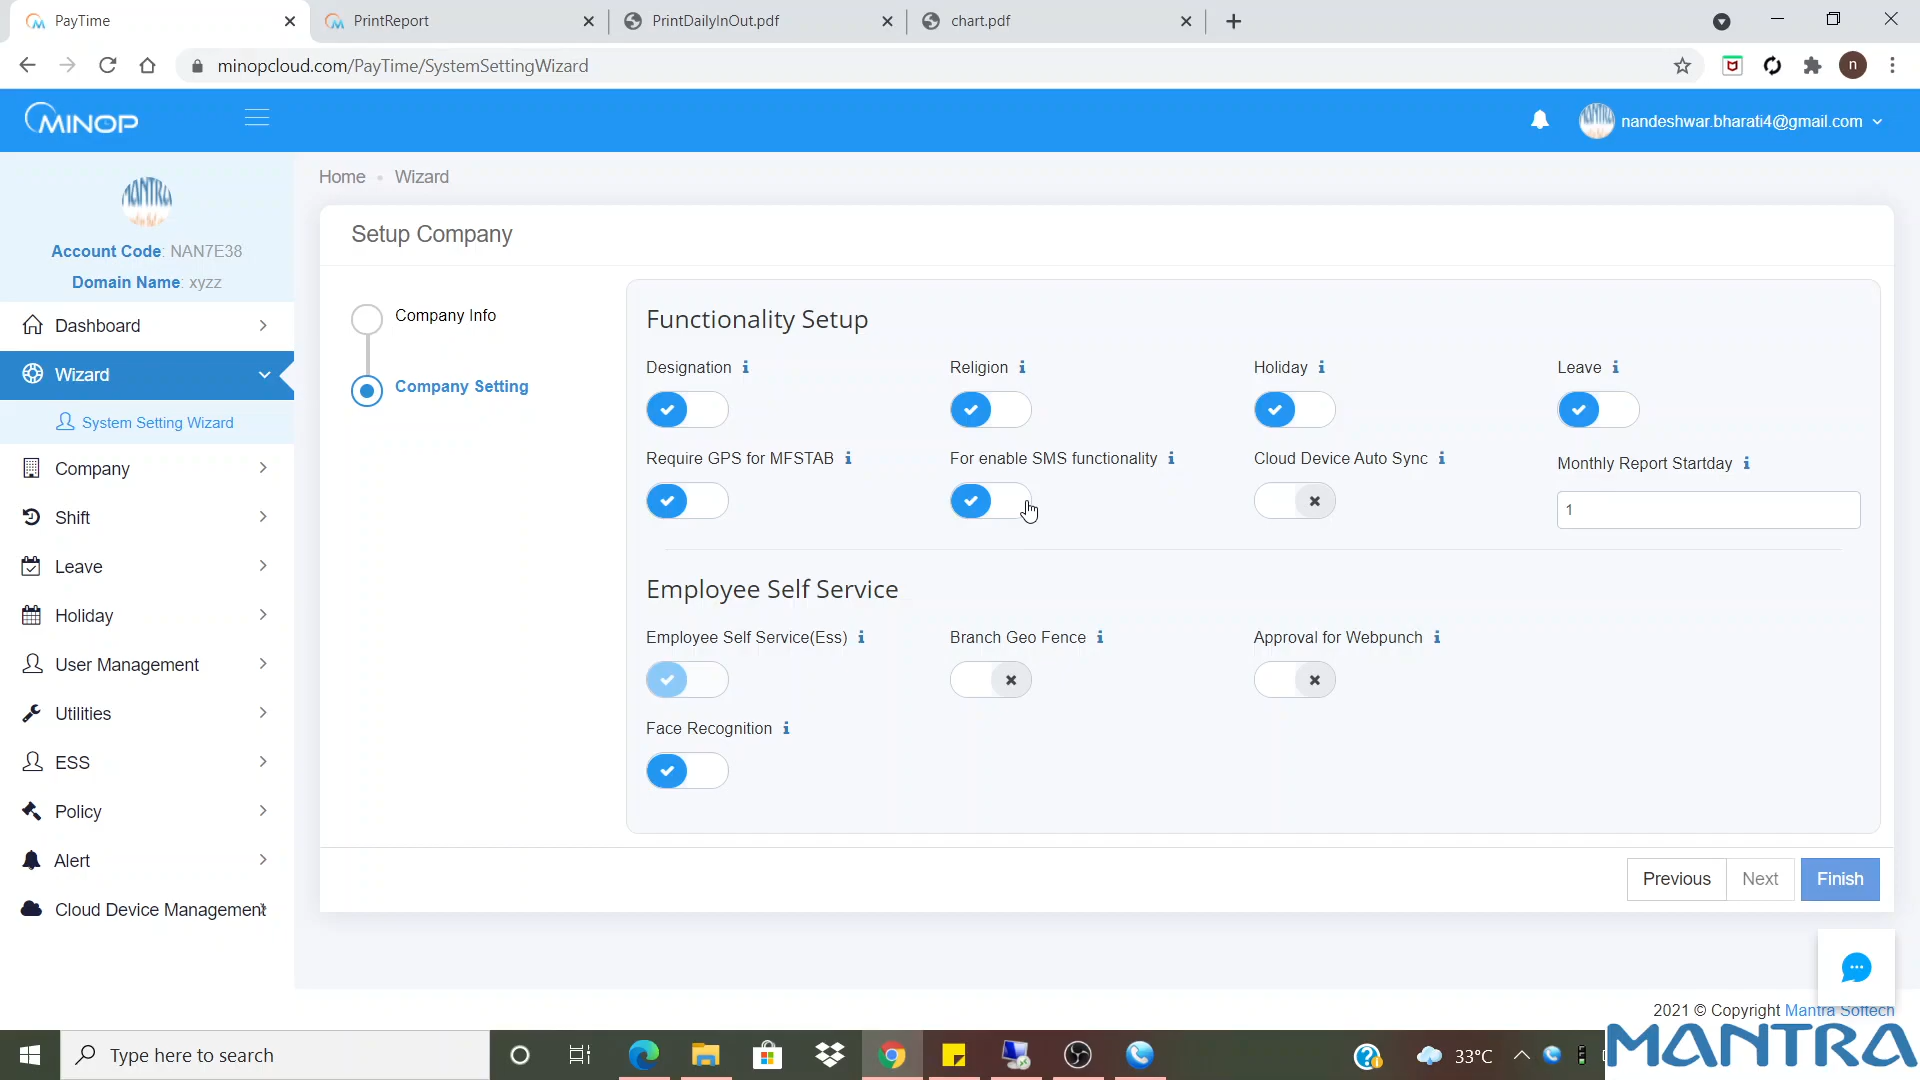 PayTime
PrintReport
PrintDailyInOut.pdf
chart.pdf
minopcloud.com/PayTime/SystemSettingWizard
n
MINOP
MANTRA
nandeshwar.bharati4@gmail.com
MANTRA
Account Code: NAN7E38
Domain Name: xyzz
Dashboard
Wizard
System Setting Wizard
Company
Shift
Leave
Holiday
User Management
Utilities
ESS
Policy
Alert
Cloud Device Management
Home • Wizard
Setup Company
Company Info
Company Setting
Functionality Setup
Designation
Religion
Holiday
Leave
Require GPS for MFSTAB
For enable SMS functionality
Cloud Device Auto Sync
Monthly Report Startday
1
Employee Self Service
Employee Self Service(Ess)
Branch Geo Fence
Approval for Webpunch
Face Recognition
Previous
Next
Finish
2021 © Copyright Mantra Softech
Type here to search
33°C
MANTRA